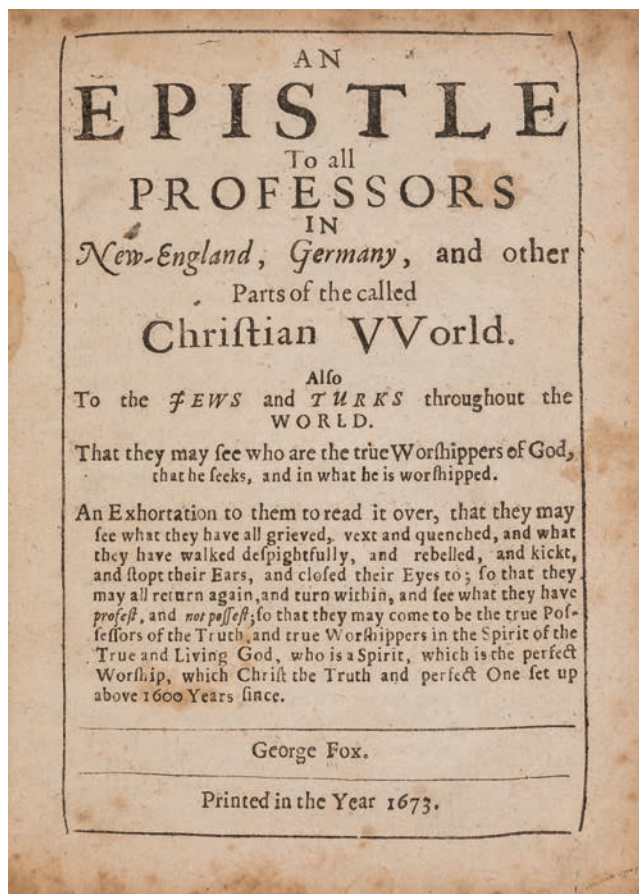 AN
EPISTLE
To all
PROFESSORS
IN
New-England, Germany, and other
Parts of the called
Chriſtian VVorld.
Alſo
To the JEWS and TURKS throughout the
WORLD.
That they may ſee who are the true Worſhippers of God,
that he ſeeks, and in what he is worſhipped.
An Exhortation to them to read it over, that they may
ſee what they have all grieved, vext and quenched, and what
they have walked deſpightfully, and rebelled, and kickt,
and ſtopt their Ears, and cloſed their Eyes to; ſo that they
may all return again, and turn within, and ſee what they have
profeſt, and not poſſeſt; ſo that they may come to be the true Poſ-
ſeſſors of the Truth, and true Worſhippers in the Spirit of the
True and Living God, who is a Spirit, which is the perfect
Worſhip, which Chriſt the Truth and perfect One ſet up
above 1600 Years ſince.
George Fox.
Printed in the Year 1673.